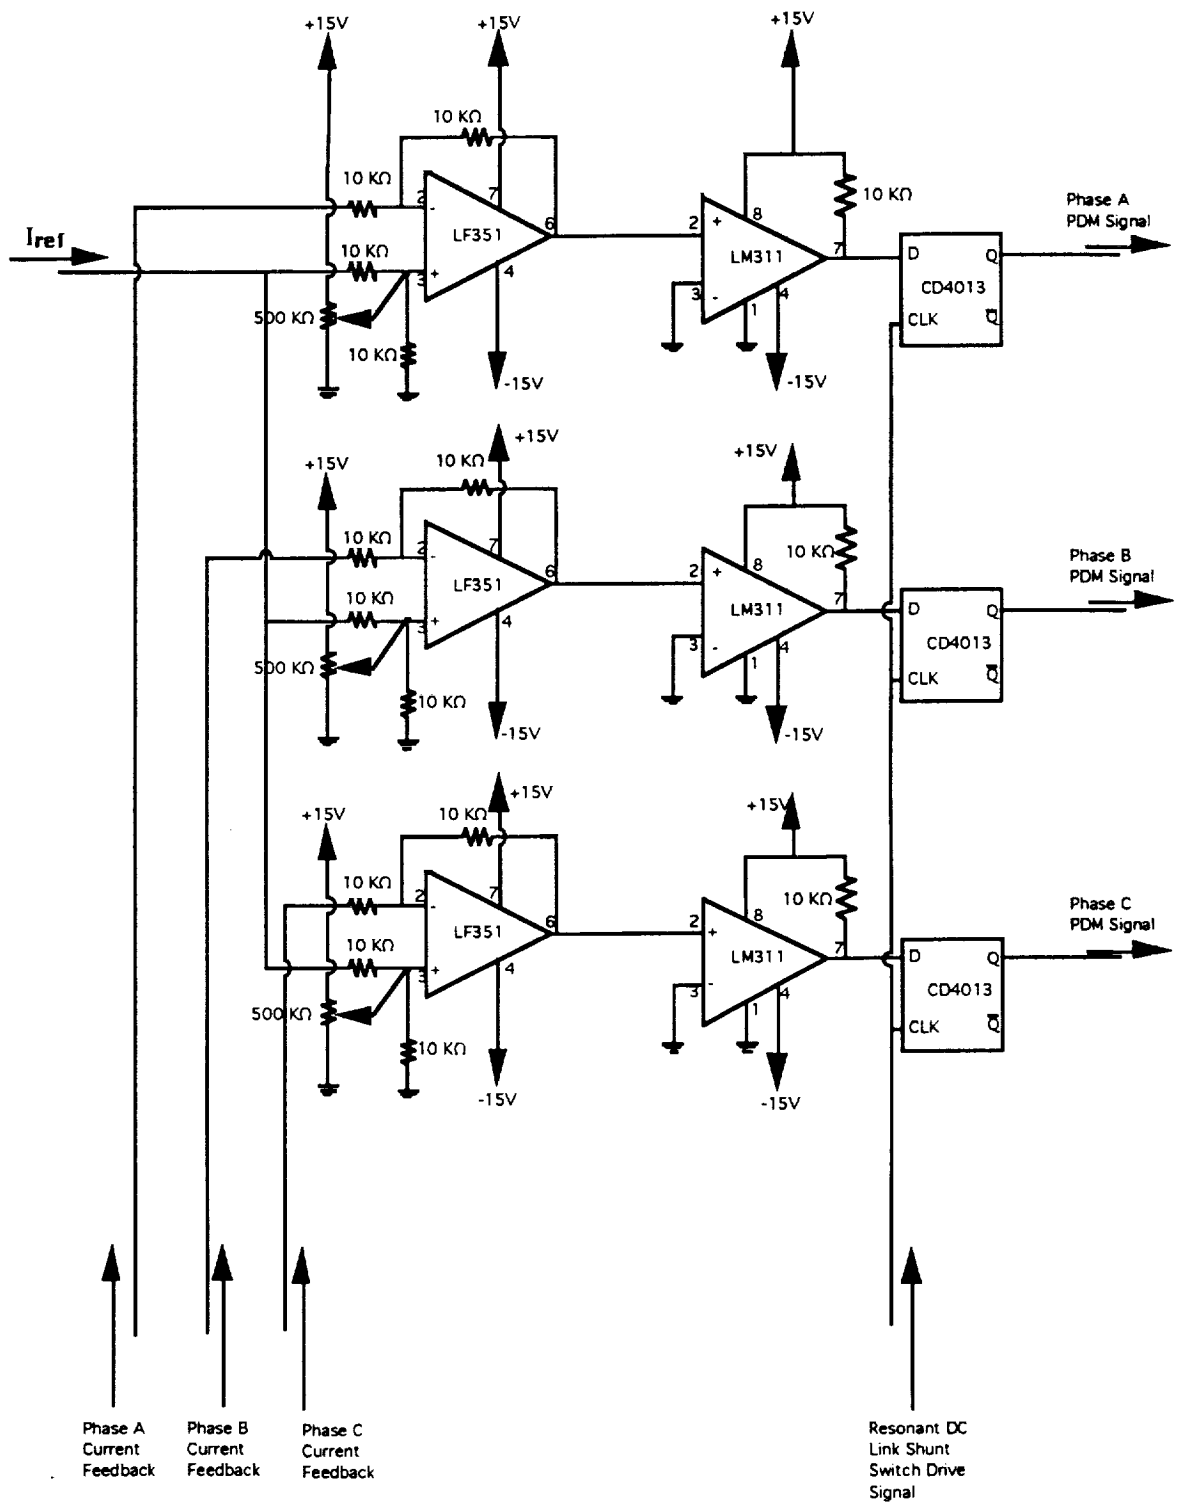 +15V
+15V
+15V
10 KΩ
10 KΩ
10 KΩ
2
-
7
LF351
6
2
+
8
LM311
7
10 KΩ
Phase A
PDM Signal
Iref
10 KΩ
3
+
4
3
-
1
4
D
Q
CD4013
CLK
Q
500 KΩ
10 KΩ
-15V
-15V
+15V
+15V
+15V
10 KΩ
10 KΩ
2
-
7
LF351
6
2
+
8
LM311
7
10 KΩ
Phase B
PDM Signal
10 KΩ
3
+
4
3
-
1
4
D
Q
CD4013
CLK
Q
500 KΩ
10 KΩ
-15V
-15V
+15V
+15V
+15V
10 KΩ
10 KΩ
2
-
7
LF351
6
2
+
8
LM311
7
10 KΩ
Phase C
PDM Signal
10 KΩ
3
+
4
3
-
1
4
D
Q
CD4013
CLK
Q
500 KΩ
10 KΩ
-15V
-15V
Phase A
Current
Feedback
Phase B
Current
Feedback
Phase C
Current
Feedback
Resonant DC
Link Shunt
Switch Drive
Signal